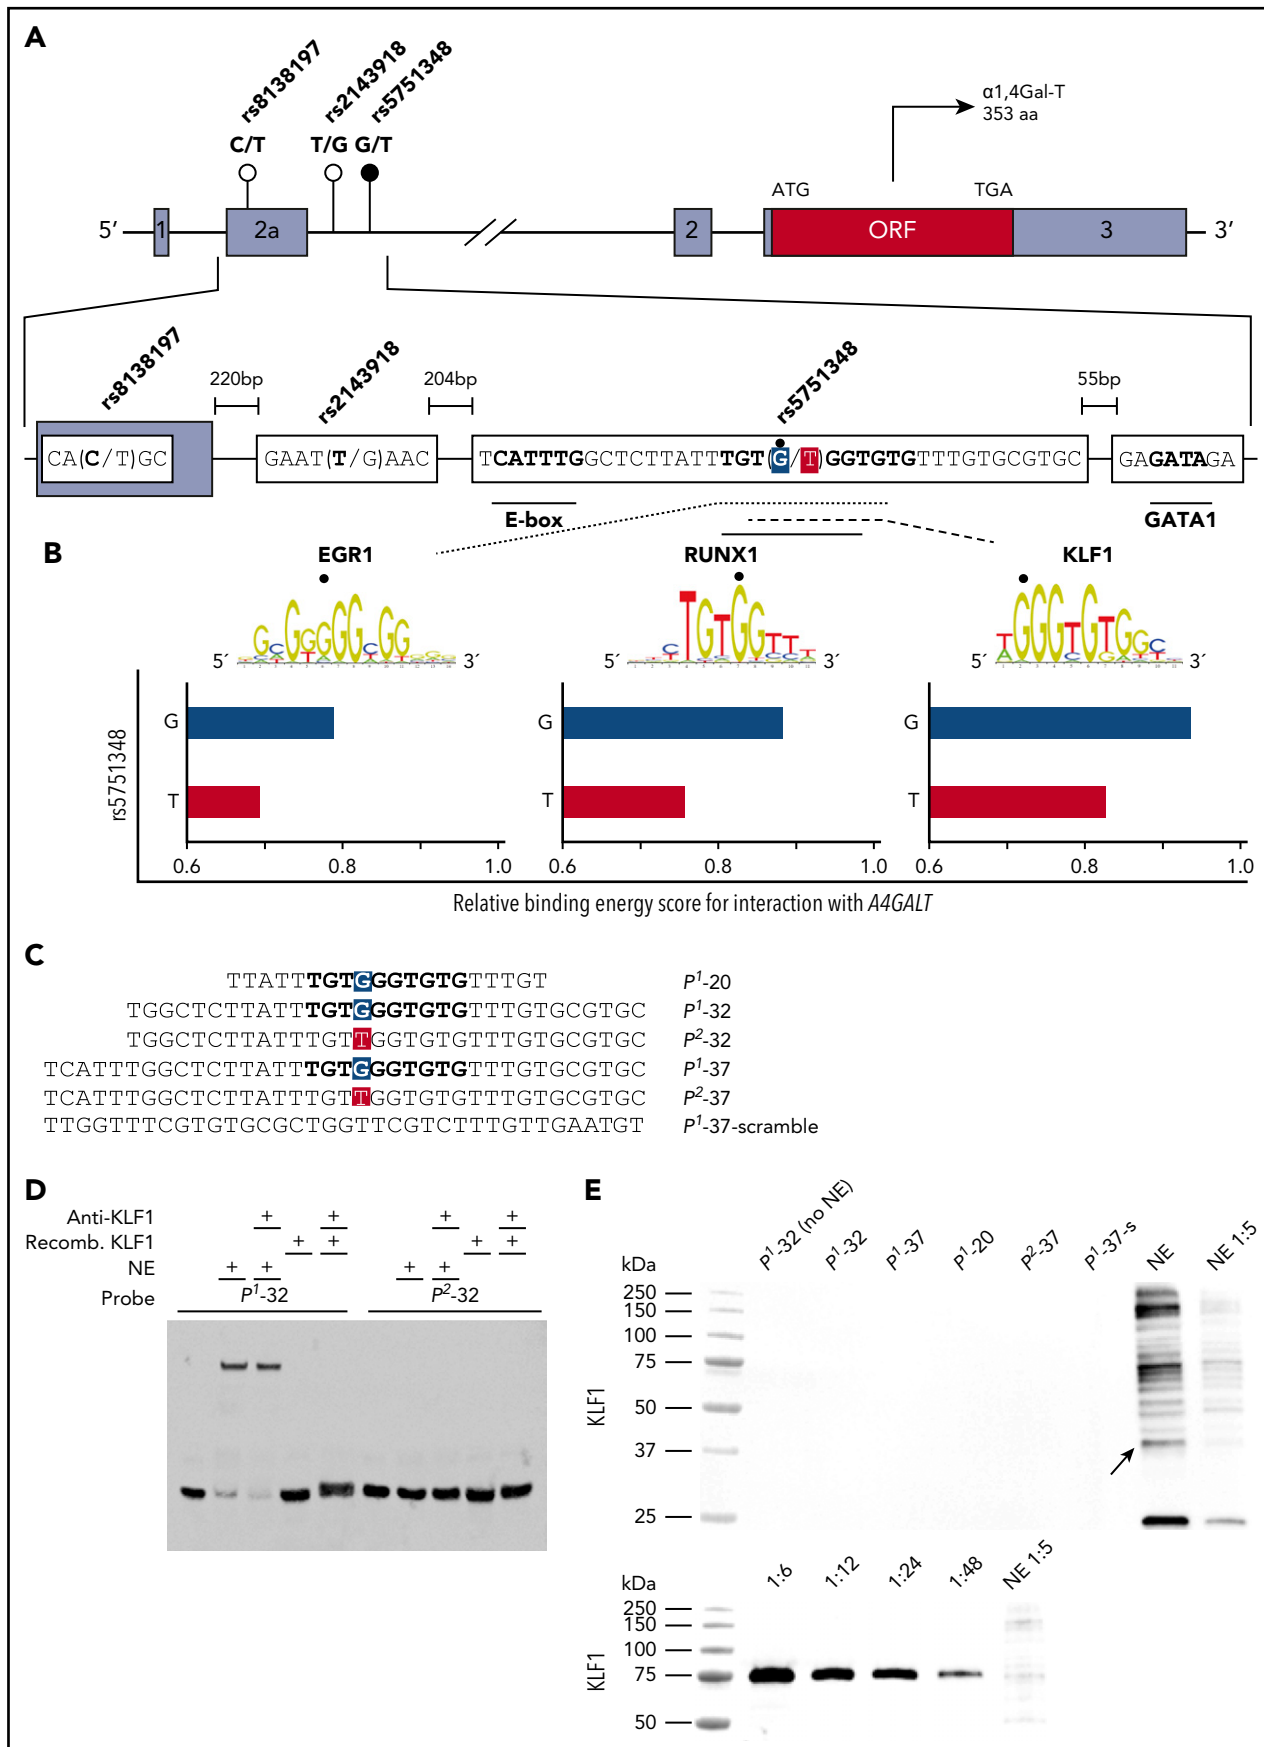 A
rs8138197
rs2143918
rs5751348
C/T
T/G
G/T
α1,4Gal-T
353 aa
ATG
TGA
5′
1
2a
2
ORF
3
3′
rs8138197
rs2143918
rs5751348
220bp
204bp
55bp
CA(C/T)GC
GAAT(T/G)AAC
TCATTTGGCTCTTATTTGT(G/T)GGTGTGTTTGTGCGTGC
GAGATAGA
E-box
GATA1
B
EGR1
RUNX1
KLF1
5′
3′
5′
3′
5′
3′
rs5751348
G
T
G
T
G
T
0.6
0.8
1.0
0.6
0.8
1.0
0.6
0.8
1.0
Relative binding energy score for interaction with A4GALT
C
TTATTTGTGGGTGTGTTTGT P1-20
TGGCTCTTATTTGTGGGTGTGTTTGTGCGTGC P1-32
TGGCTCTTATTTGTTGGTGTGTTTGTGCGTGC P2-32
TCATTTGGCTCTTATTTGTGGGTGTGTTTGTGCGTGC P1-37
TCATTTGGCTCTTATTTGTTGGTGTGTTTGTGCGTGC P2-37
TTGGTTTCGTGTGCGCTGGTTCGTCTTTGTTGAATGT P1-37-scramble
D
Anti-KLF1 + + + +
Recomb. KLF1 + + + +
NE + + + +
Probe P1-32 P2-32
E
kDa
P1-32 (no NE)
P1-32
P1-37
P1-20
P2-37
P1-37-s
NE
NE 1:5
250
150
100
75
50
37
25
KLF1
kDa
1:6
1:12
1:24
1:48
NE 1:5
250
150
100
75
50
KLF1